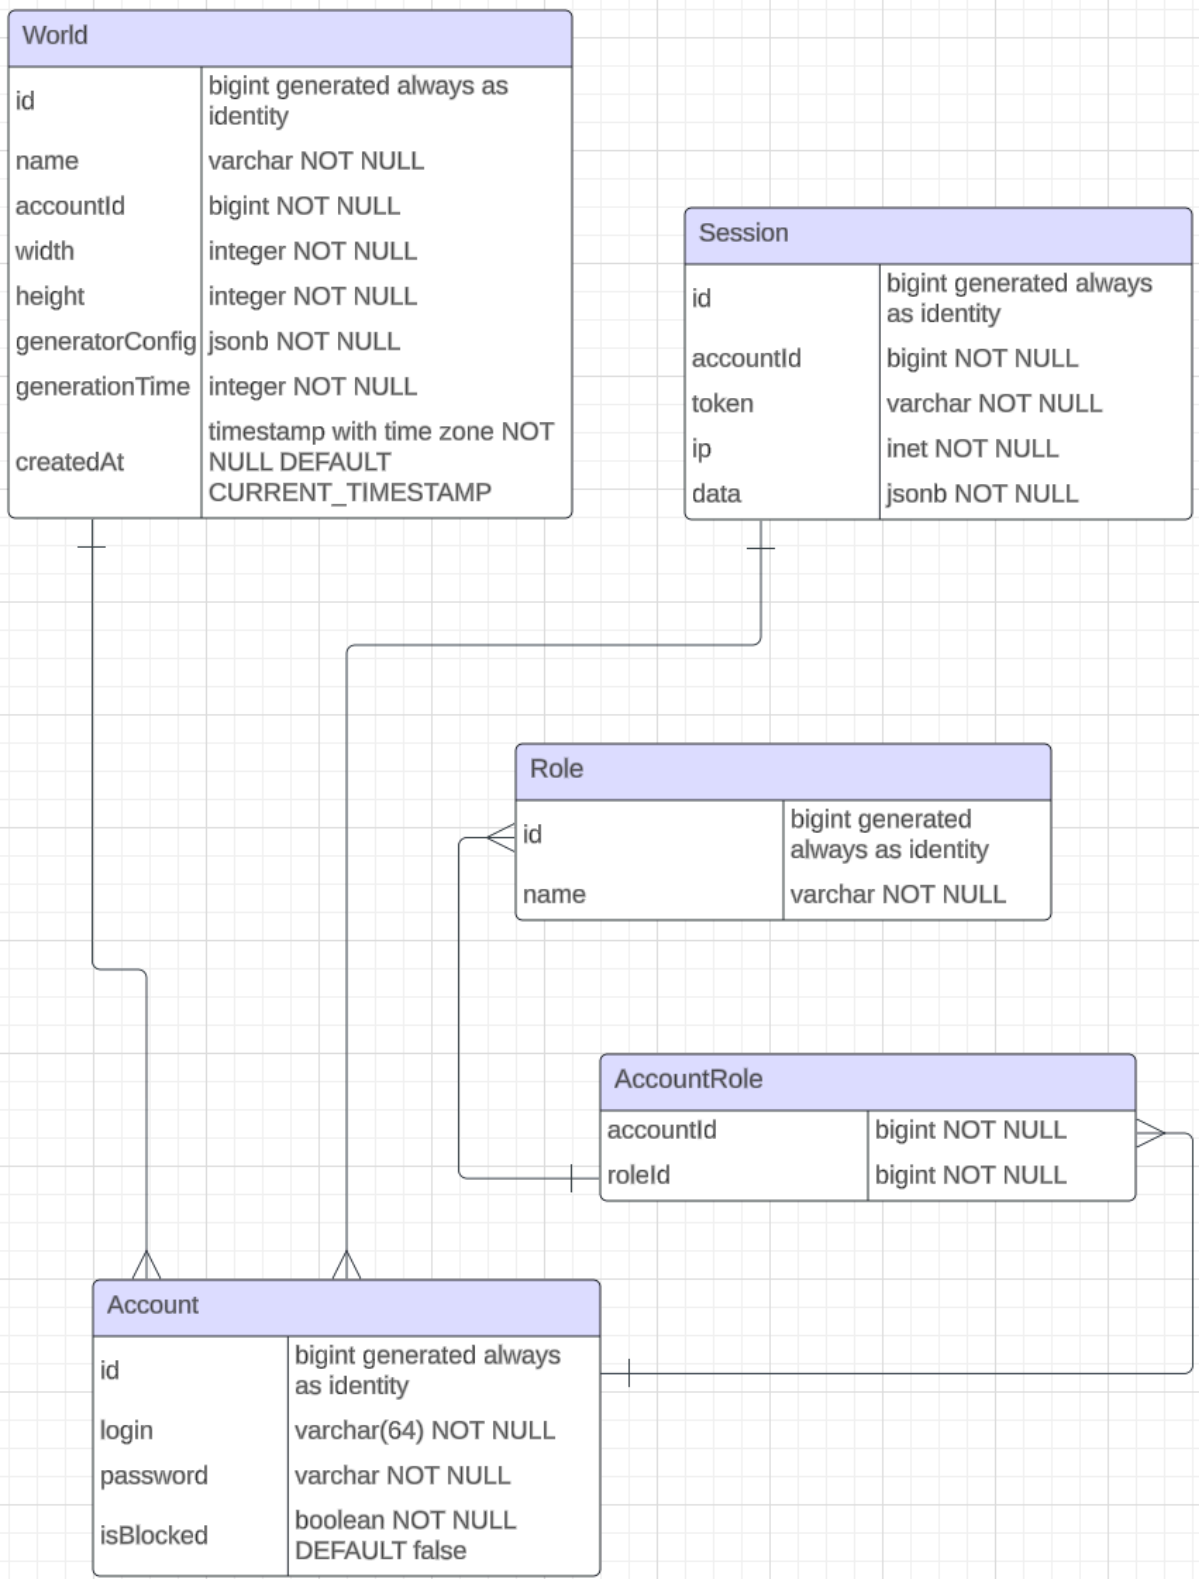 World
id
bigint generated always as
identity
name
varchar NOT NULL
accountId
bigint NOT NULL
width
integer NOT NULL
height
integer NOT NULL
generatorConfig
jsonb NOT NULL
generationTime
integer NOT NULL
createdAt
timestamp with time zone NOT
NULL DEFAULT
CURRENT_TIMESTAMP
Session
id
bigint generated always
as identity
accountId
bigint NOT NULL
token
varchar NOT NULL
ip
inet NOT NULL
data
jsonb NOT NULL
Role
id
bigint generated
always as identity
name
varchar NOT NULL
AccountRole
accountId
bigint NOT NULL
roleId
bigint NOT NULL
Account
id
bigint generated always
as identity
login
varchar(64) NOT NULL
password
varchar NOT NULL
isBlocked
boolean NOT NULL
DEFAULT false